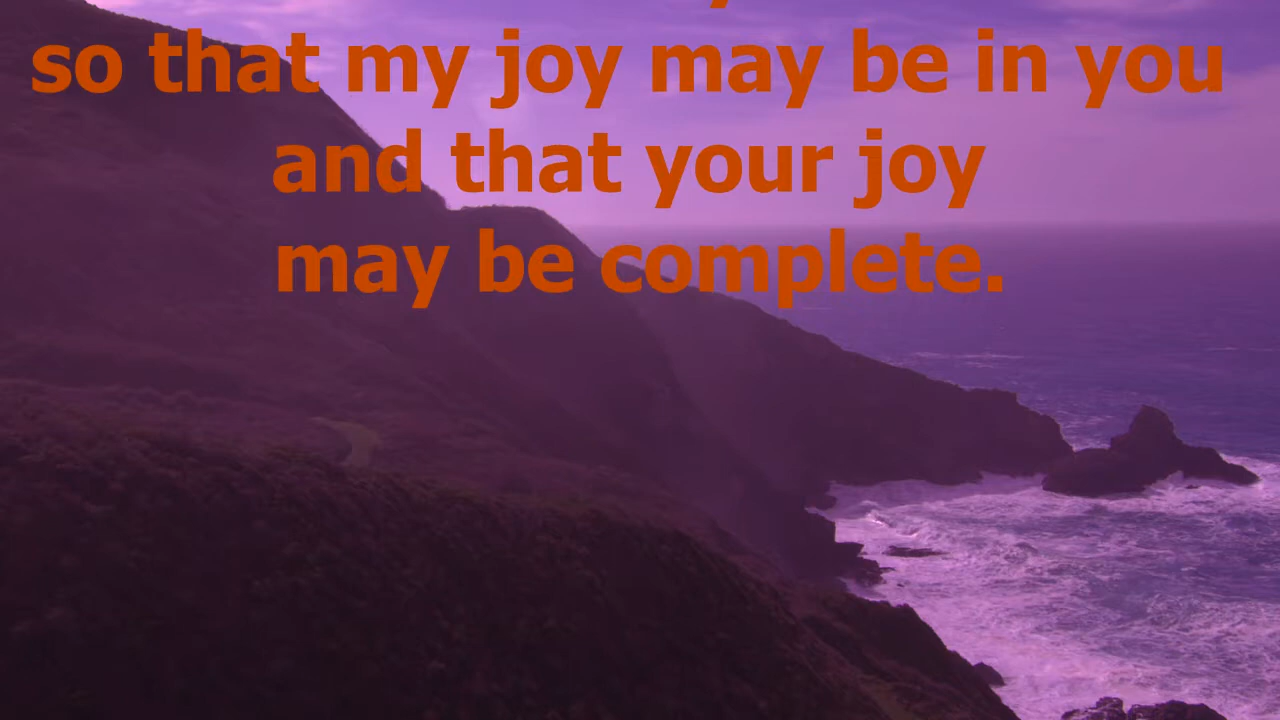 so that my joy may be in you
and that your joy
may be complete.